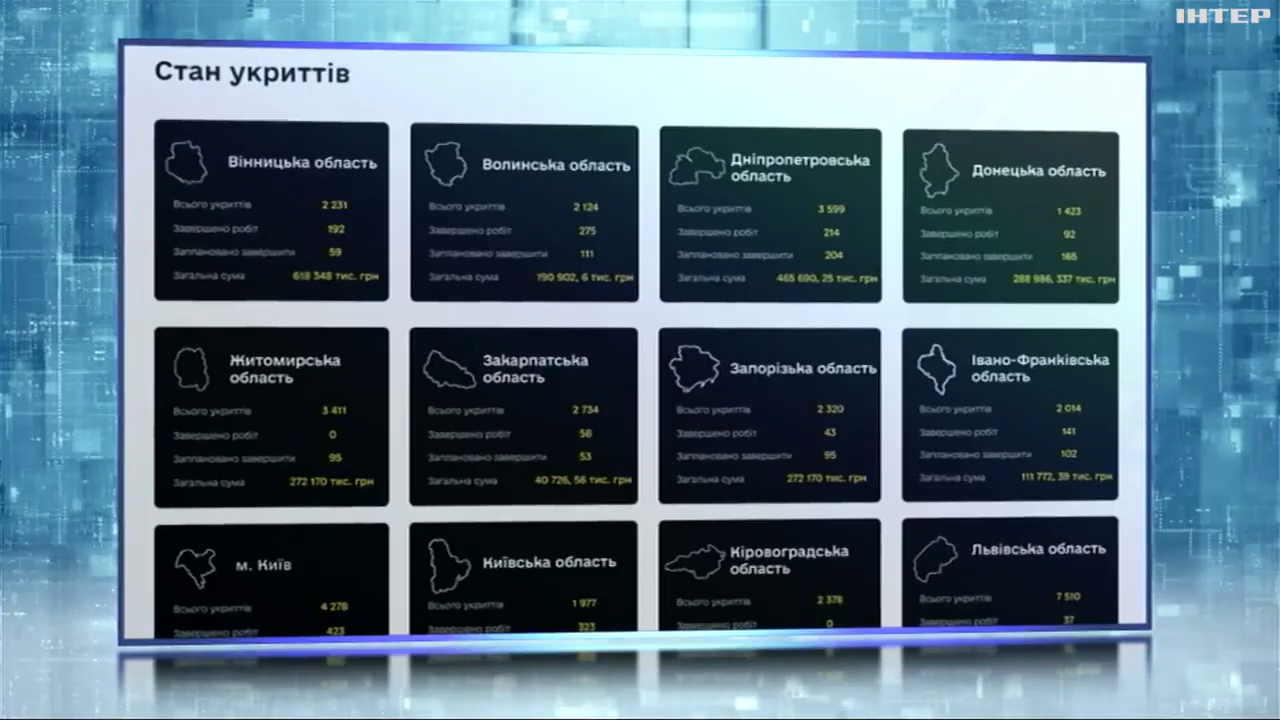 ІНТЕР
Стан укриттів
Вінницька область
Всього укриттів 2 231
Завершено робіт 192
Заплановано завершити 59
Загальна сума 618 348 тис. грн
Волинська область
Всього укриттів 2 124
Завершено робіт 275
Заплановано завершити 111
Загальна сума 190 902, 6 тис. грн
Дніпропетровська
область
Всього укриттів 3 599
Завершено робіт 214
Заплановано завершити 204
Загальна сума 465 690, 25 тис. грн
Донецька область
Всього укриттів 1 423
Завершено робіт 92
Заплановано завершити 165
Загальна сума 288 986, 337 тис. грн
Житомирська
область
Всього укриттів 3 411
Завершено робіт 0
Заплановано завершити 95
Загальна сума 272 170 тис. грн
Закарпатська
область
Всього укриттів 2 734
Завершено робіт 58
Заплановано завершити 53
Загальна сума 40 726, 56 тис. грн
Запорізька область
Всього укриттів 2 320
Завершено робіт 43
Заплановано завершити 95
Загальна сума 272 170 тис. грн
Івано-Франківська
область
Всього укриттів 2 014
Завершено робіт 141
Заплановано завершити 102
Загальна сума 111 772, 39 тис. грн
м. Київ
Всього укриттів 4 278
Завершено робіт 423
Київська область
Всього укриттів 1 977
Завершено робіт 323
Кіровоградська
область
Всього укриттів 2 378
Завершено робіт 0
Львівська область
Всього укриттів 7 510
Завершено робіт 37